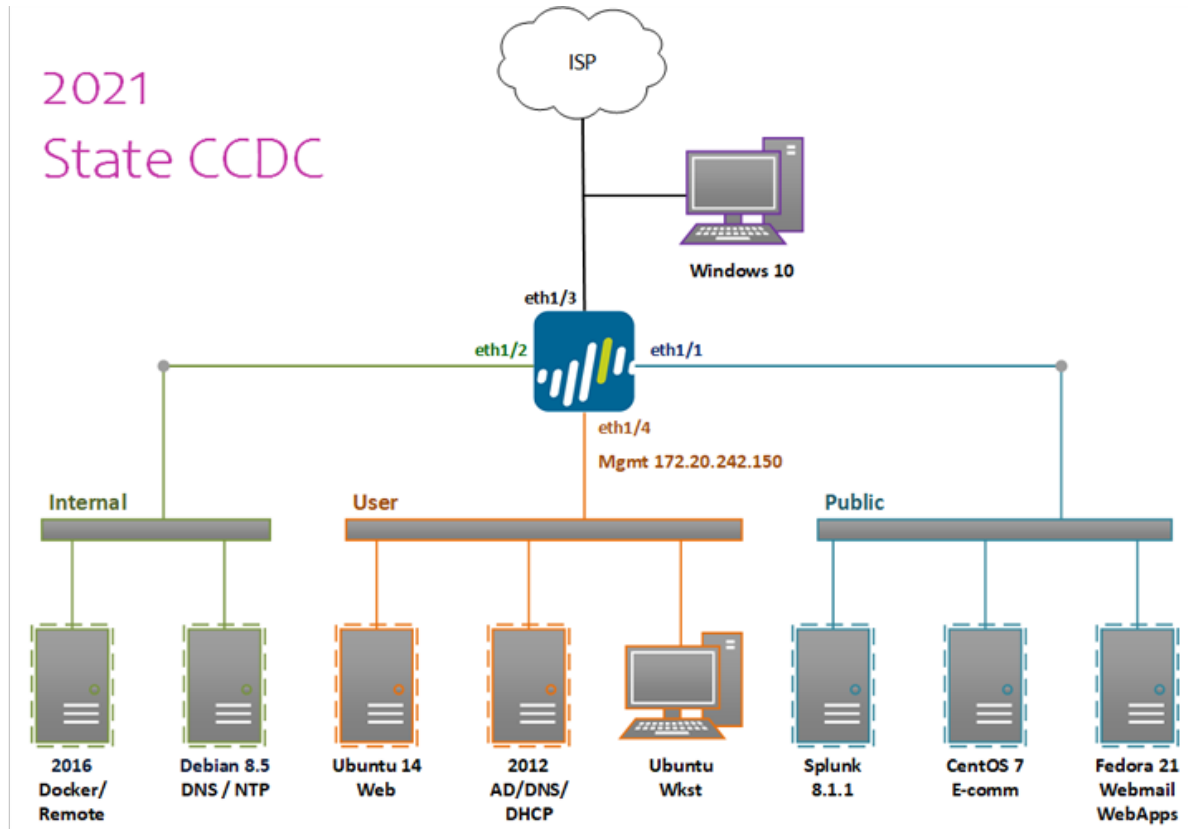 2021
State CCDC
ISP
Windows 10
eth1/3
eth1/2
eth1/1
eth1/4
Mgmt 172.20.242.150
Internal
User
Public
2016
Docker/
Remote
Debian 8.5
DNS / NTP
Ubuntu 14
Web
2012
AD/DNS/
DHCP
Ubuntu
Wkst
Splunk
8.1.1
CentOS 7
E-comm
Fedora 21
Webmail
WebApps